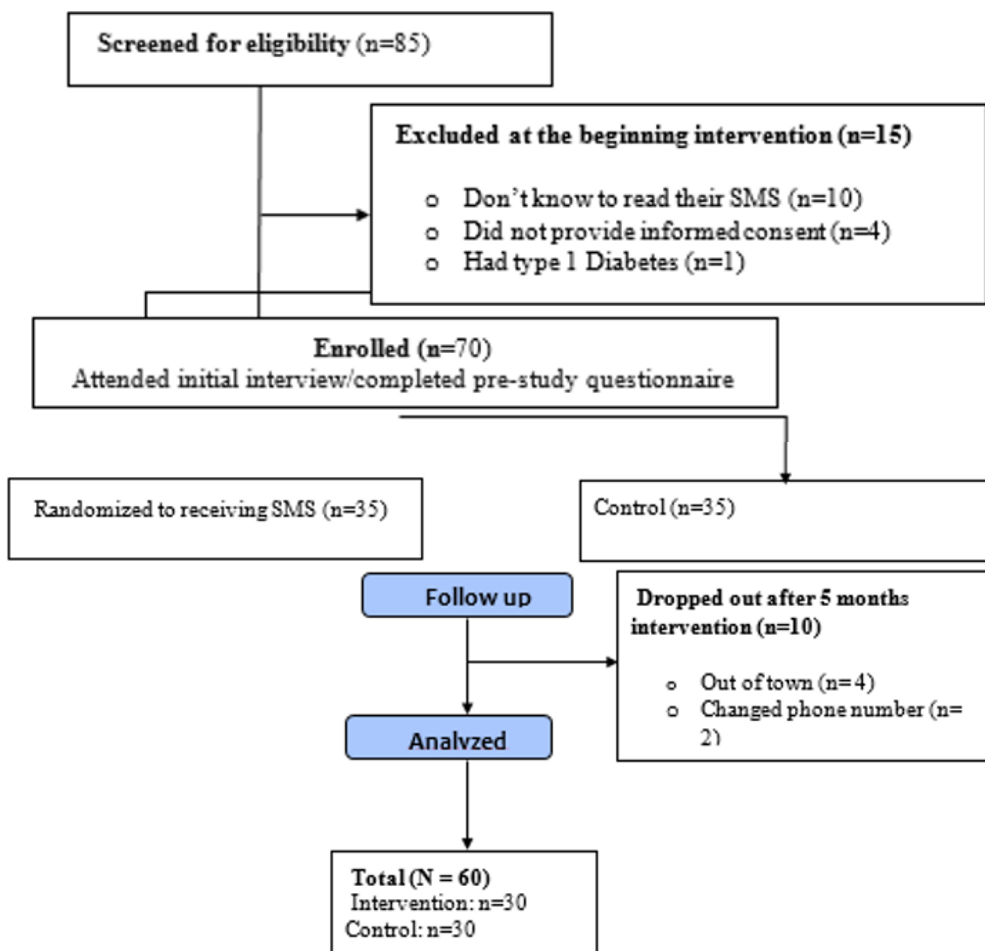 Screened for eligibility (n=85)
Excluded at the beginning intervention (n=15)
o Don't know to read their SMS (n=10)
o Did not provide informed consent (n=4)
o Had type 1 Diabetes (n=1)
Enrolled (n=70)
Attended initial interview/completed pre-study questionnaire
Randomized to receiving SMS (n=35)
Control (n=35)
Follow up
Dropped out after 5 months
intervention (n=10)
o Out of town (n=4)
o Changed phone number (n=
2)
Analyzed
Total (N = 60)
Intervention: n=30
Control: n=30